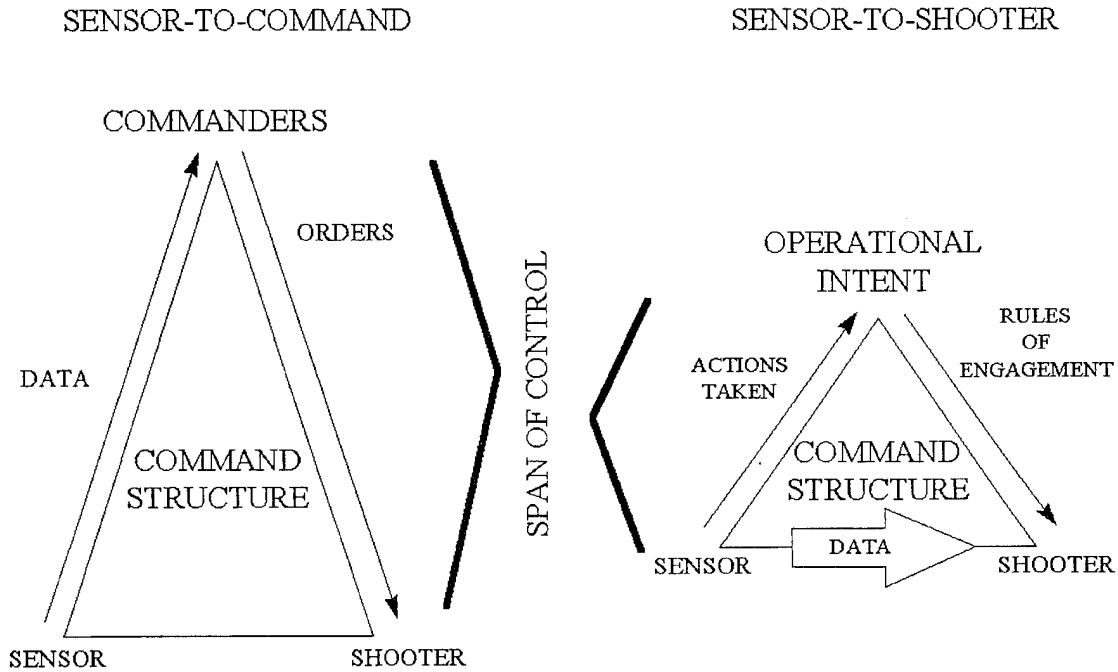 SENSOR-TO-COMMAND
SENSOR-TO-SHOOTER
COMMANDERS
ORDERS
DATA
COMMAND
STRUCTURE
SENSOR
SHOOTER
SPAN OF CONTROL
OPERATIONAL
INTENT
RULES
OF
ENGAGEMENT
ACTIONS
TAKEN
COMMAND
STRUCTURE
DATA
SENSOR
SHOOTER